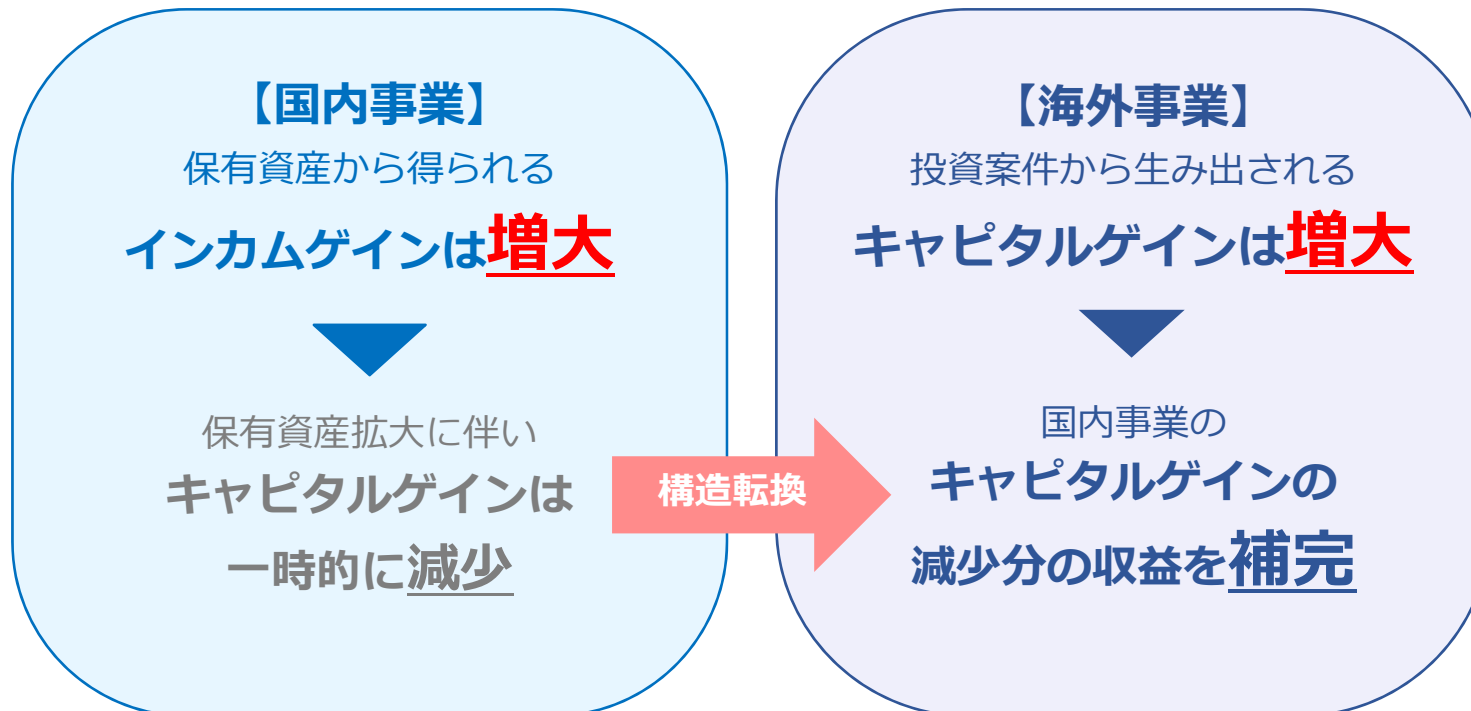 【国内事業】
保有資産から得られる
インカムゲインは増大
保有資産拡大に伴い
キャピタルゲインは
一時的に減少
構造転換
【海外事業】
投資案件から生み出される
キャピタルゲインは増大
国内事業の
キャピタルゲインの
減少分の収益を補完